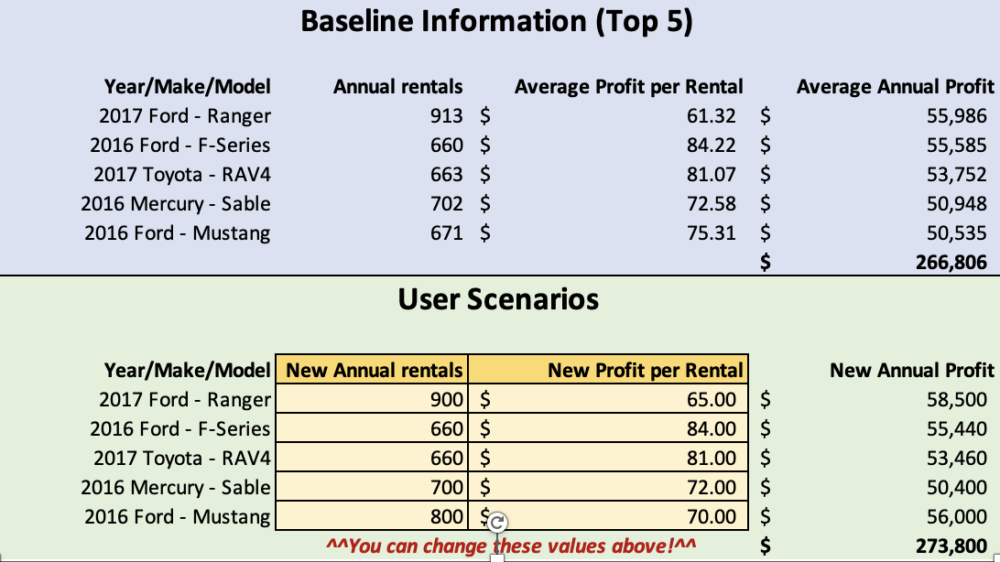 Baseline Information (Top 5)
Year/Make/Model Annual rentals Average Profit per Rental Average Annual Profit
2017 Ford - Ranger 913 $ 61.32 $ 55,986
2016 Ford - F-Series 660 $ 84.22 $ 55,585
2017 Toyota - RAV4 663 $ 81.07 $ 53,752
2016 Mercury - Sable 702 $ 72.58 $ 50,948
2016 Ford - Mustang 671 $ 75.31 $ 50,535
$ 266,806
User Scenarios
Year/Make/Model New Annual rentals New Profit per Rental New Annual Profit
2017 Ford - Ranger 900 $ 65.00 $ 58,500
2016 Ford - F-Series 660 $ 84.00 $ 55,440
2017 Toyota - RAV4 660 $ 81.00 $ 53,460
2016 Mercury - Sable 700 $ 72.00 $ 50,400
2016 Ford - Mustang 800 $ 70.00 $ 56,000
^^You can change these values above!^^ $ 273,800